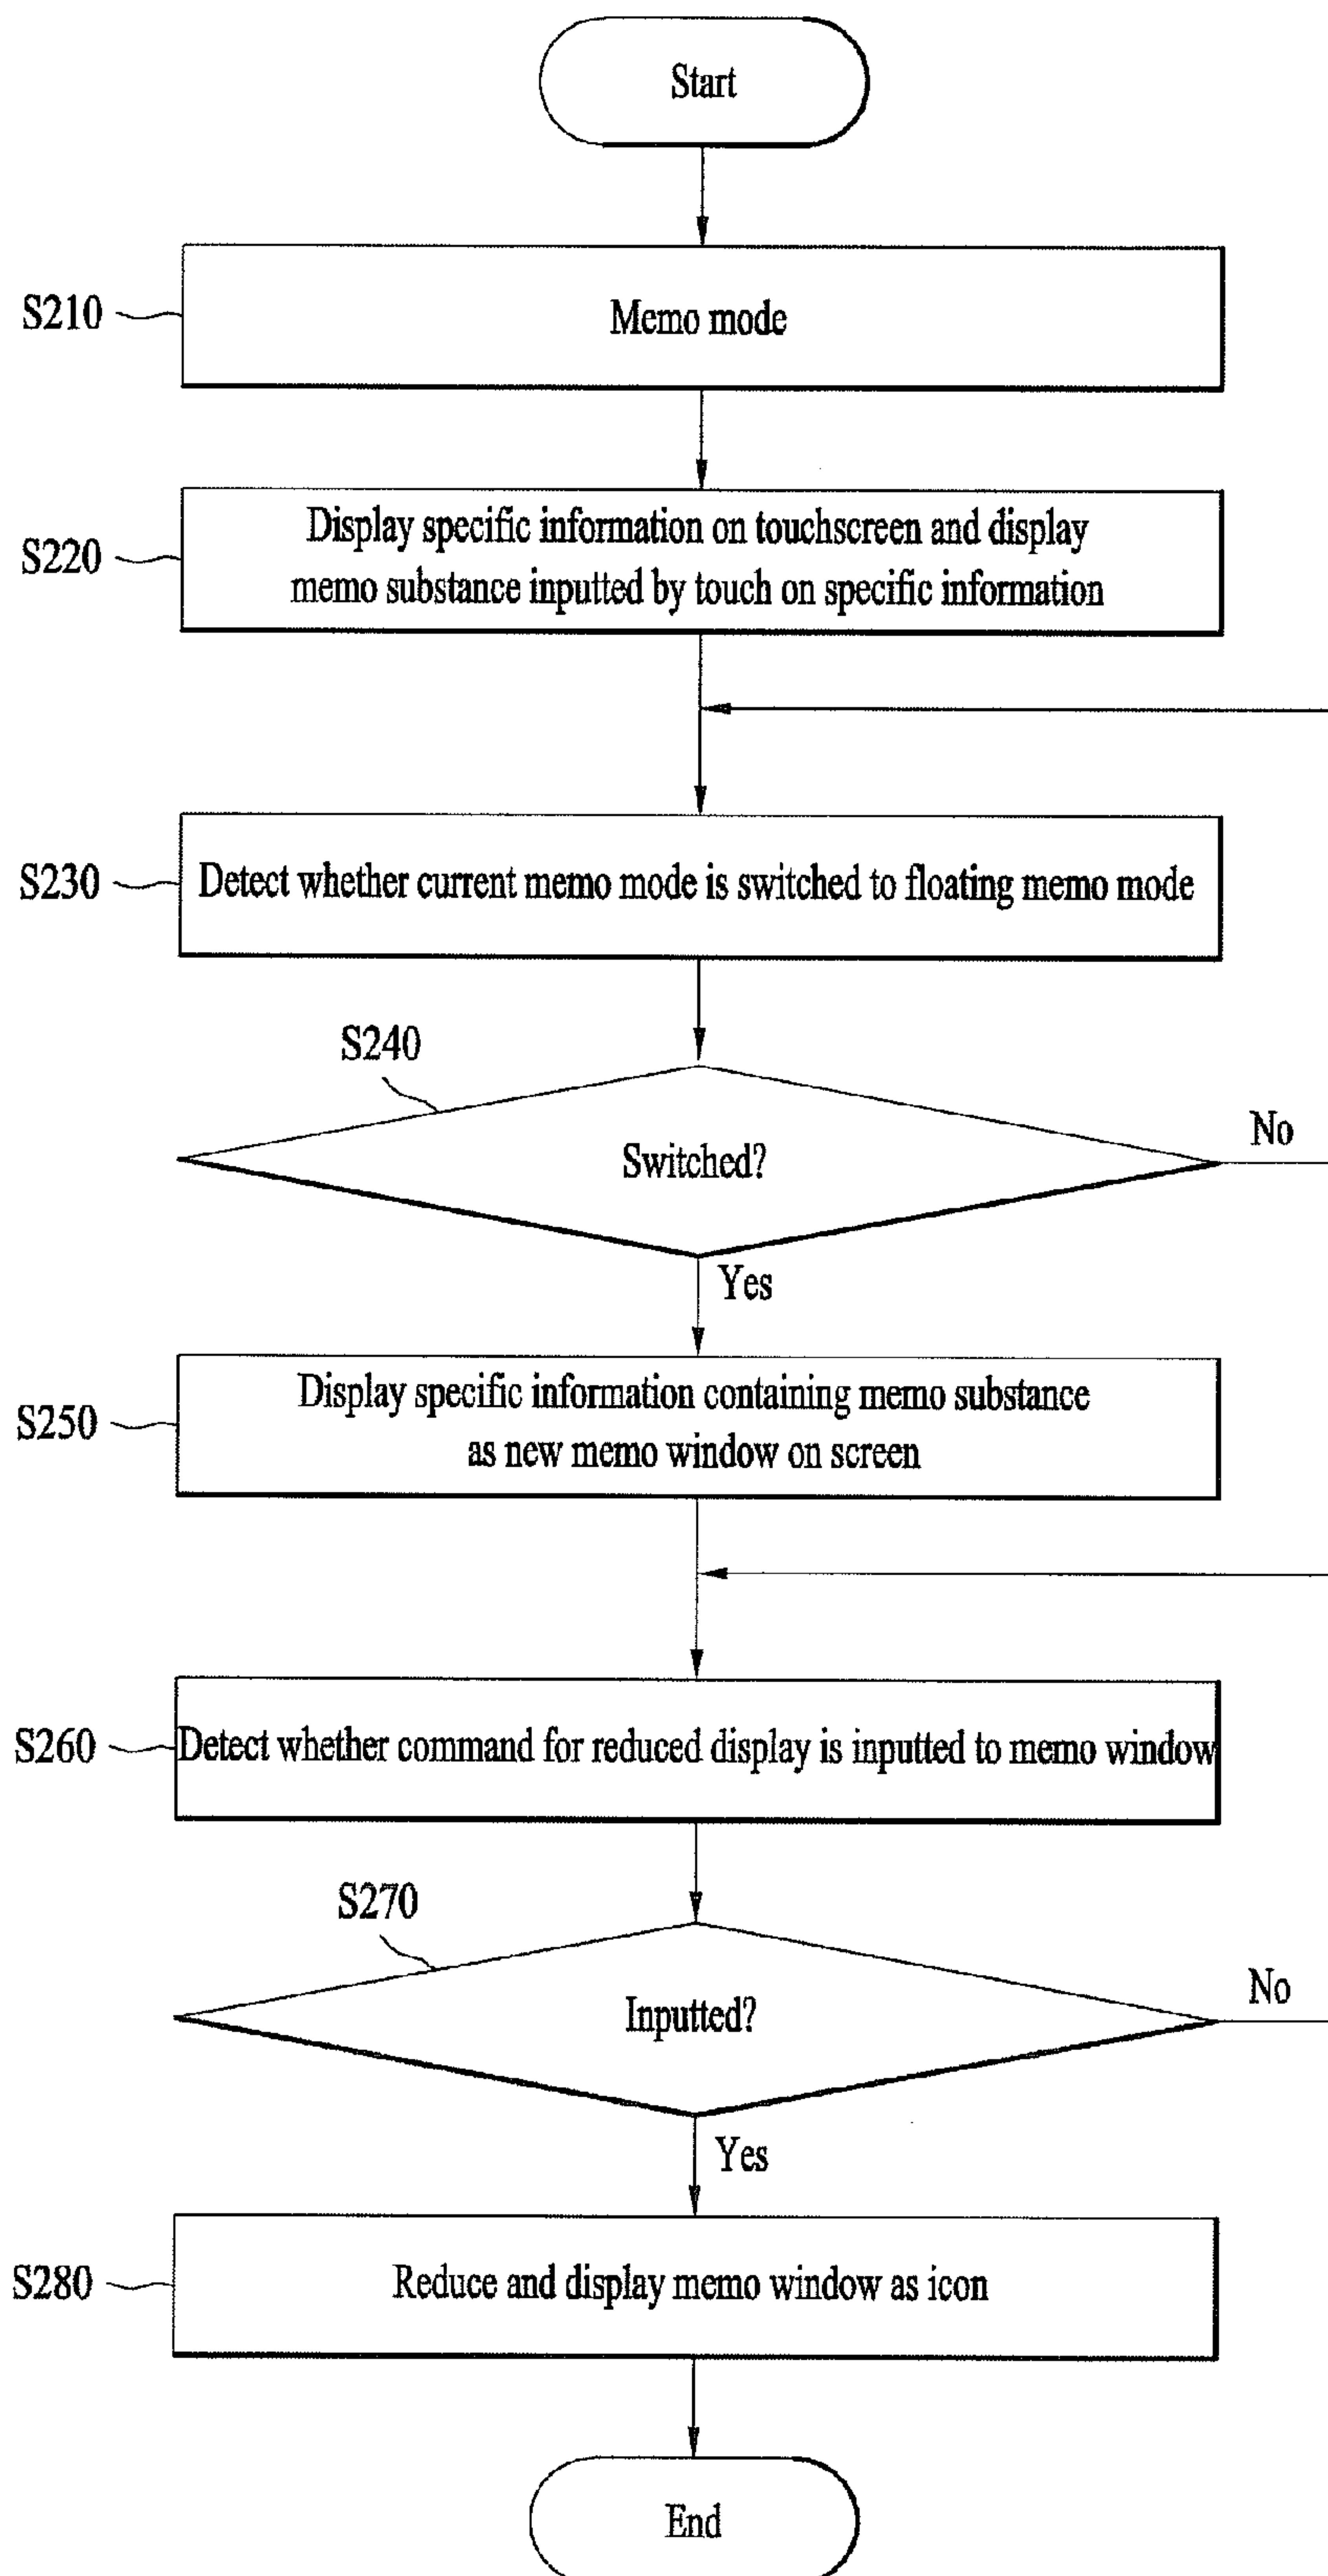 Start
S210
Memo mode
S220
Display specific information on touchscreen and display
memo substance inputted by touch on specific information
S230
Detect whether current memo mode is switched to floating memo mode
S240
Switched?
No
Yes
S250
Display specific information containing memo substance
as new memo window on screen
S260
Detect whether command for reduced display is inputted to memo window
S270
Inputted?
No
Yes
S280
Reduce and display memo window as icon
End